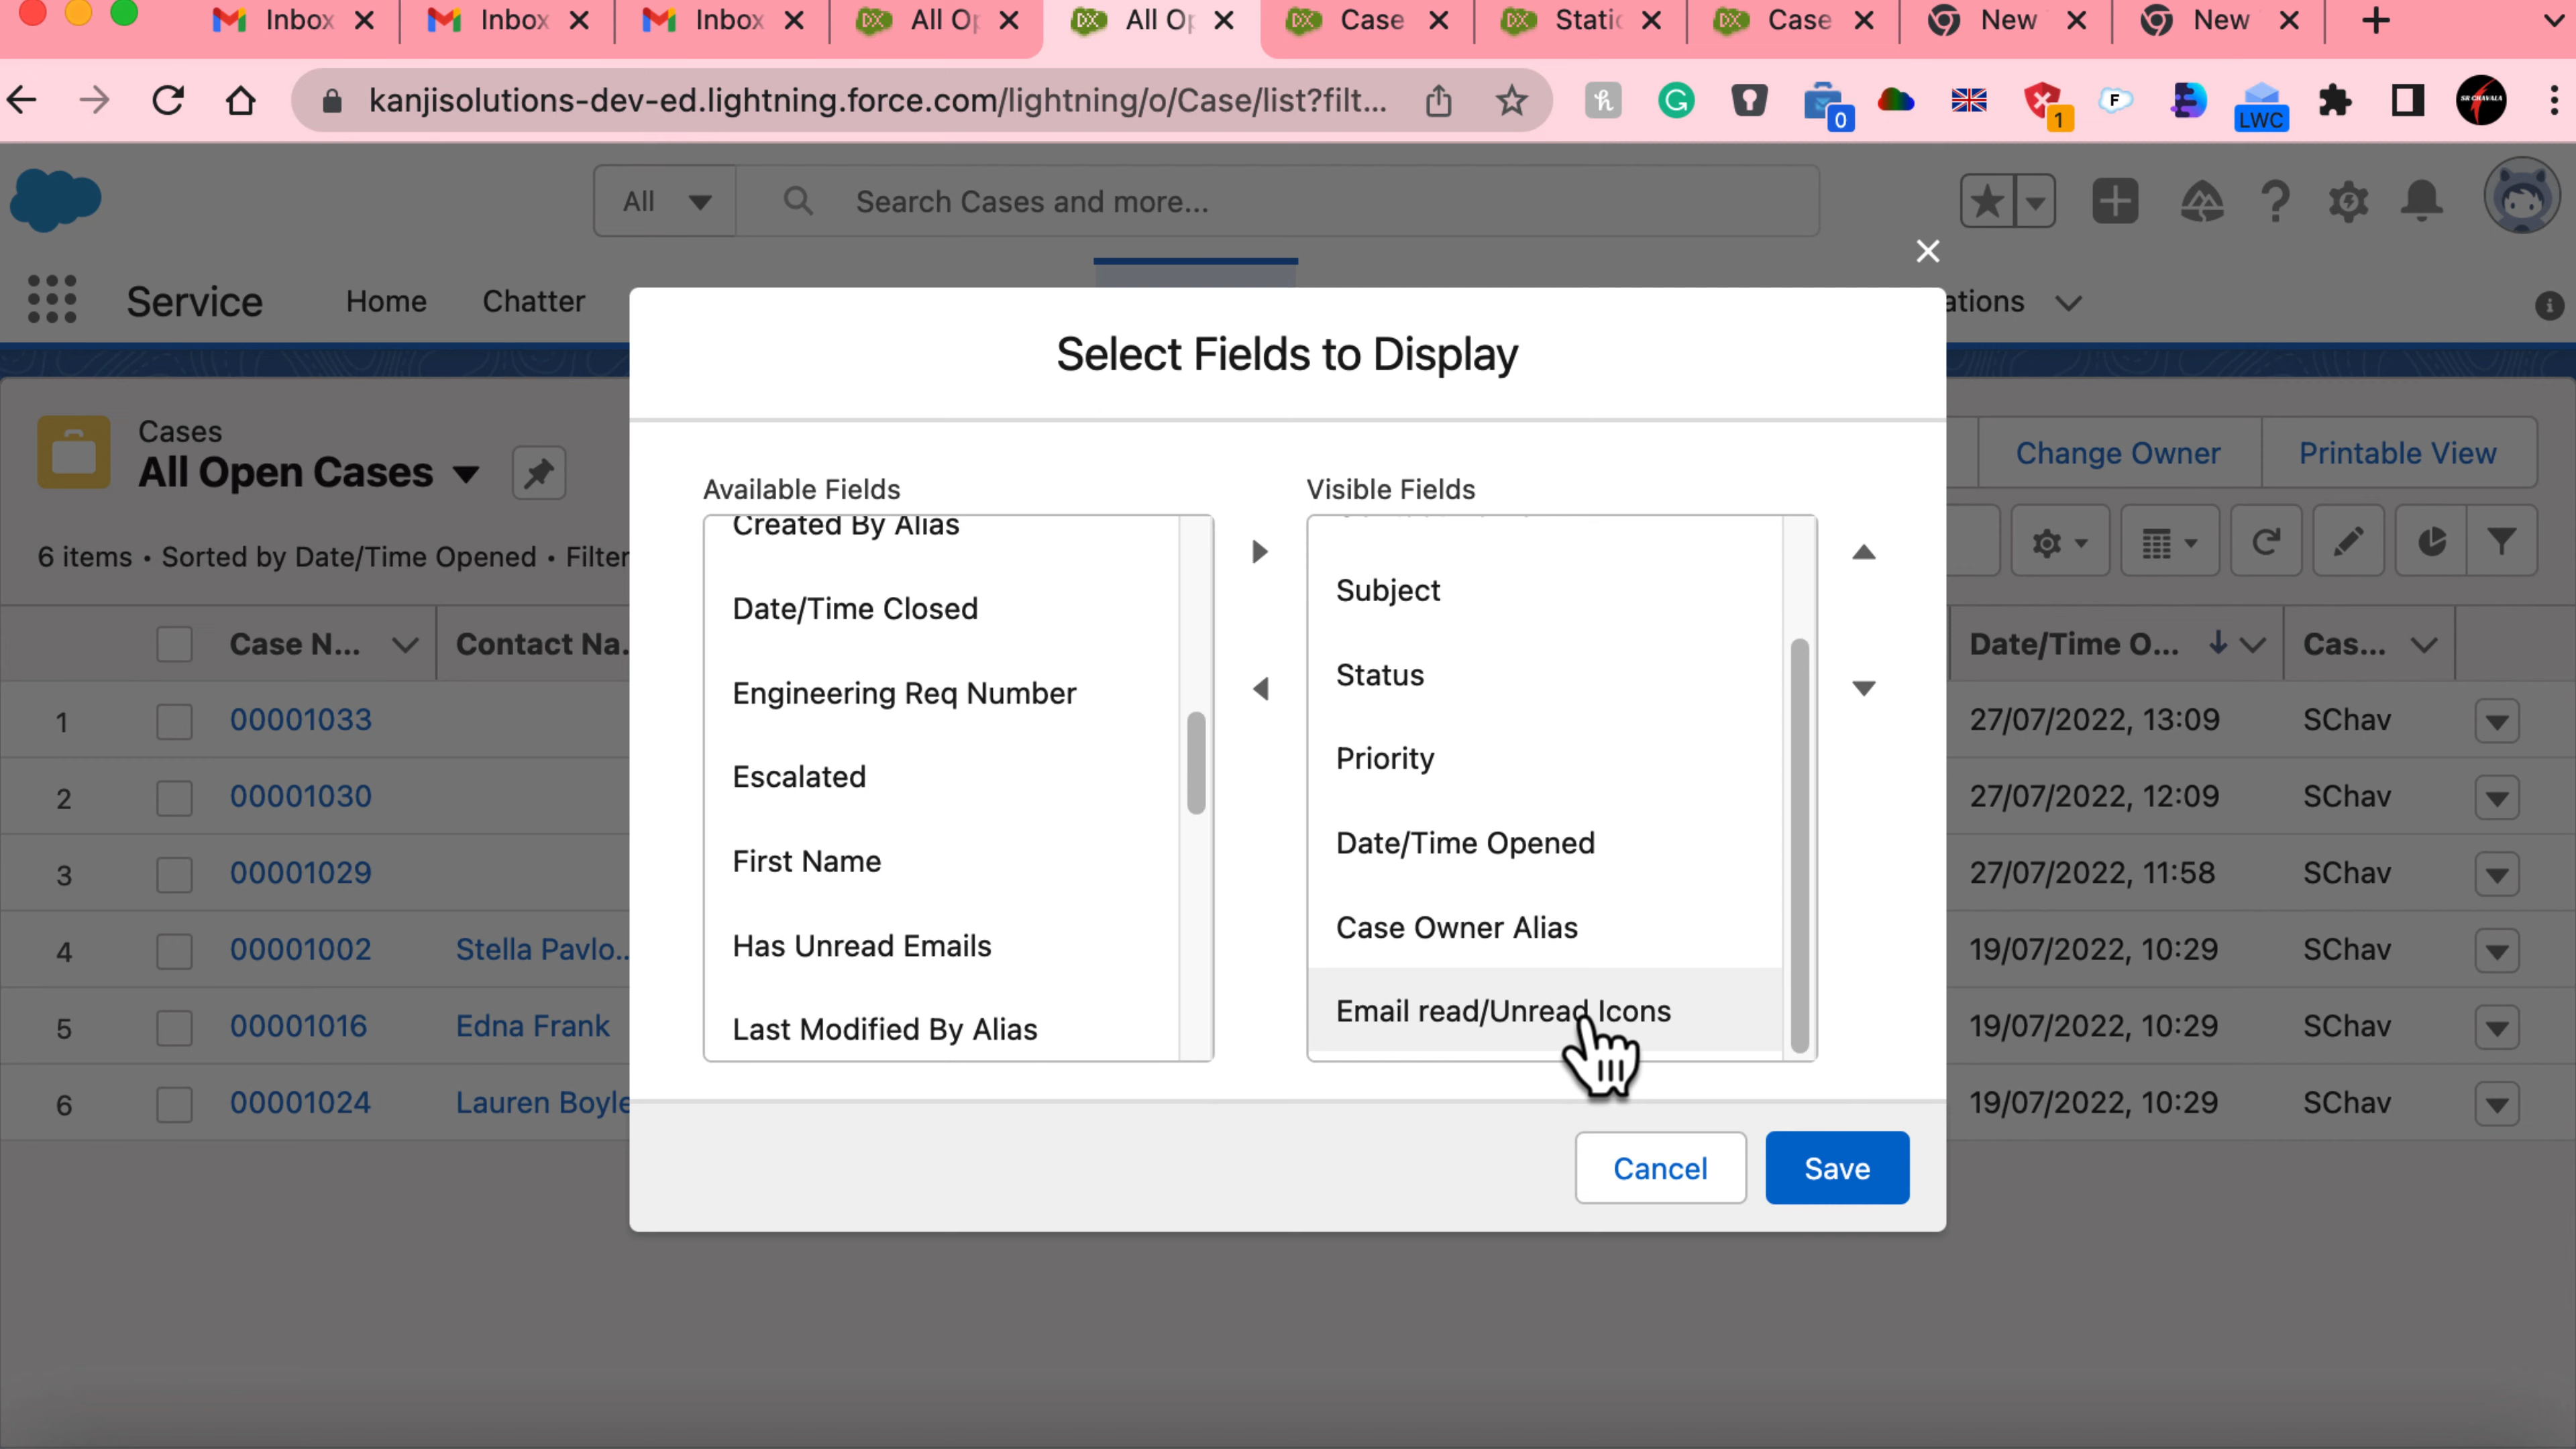 Inbox
Inbox
Inbox
All Op
All Op
Case
Static
Case
New
New
kanjisolutions-dev-ed.lightning.force.com/lightning/o/Case/list?filt...
0
1
F
LWC
SR CHAVALA
All
Search Cases and more...
Service
Home
Chatter
ations
Select Fields to Display
Cases
All Open Cases
Change Owner
Printable View
6 items • Sorted by Date/Time Opened • Filter
Available Fields
Created By Alias
Date/Time Closed
Engineering Req Number
Escalated
First Name
Has Unread Emails
Last Modified By Alias
Visible Fields
Subject
Status
Priority
Date/Time Opened
Case Owner Alias
Email read/Unread Icons
Cancel
Save
Case N...
Contact Na.
Date/Time O...
Cas...
1 00001033 27/07/2022, 13:09 SChav
2 00001030 27/07/2022, 12:09 SChav
3 00001029 27/07/2022, 11:58 SChav
4 00001002 Stella Pavlo.. 19/07/2022, 10:29 SChav
5 00001016 Edna Frank 19/07/2022, 10:29 SChav
6 00001024 Lauren Boyle 19/07/2022, 10:29 SChav